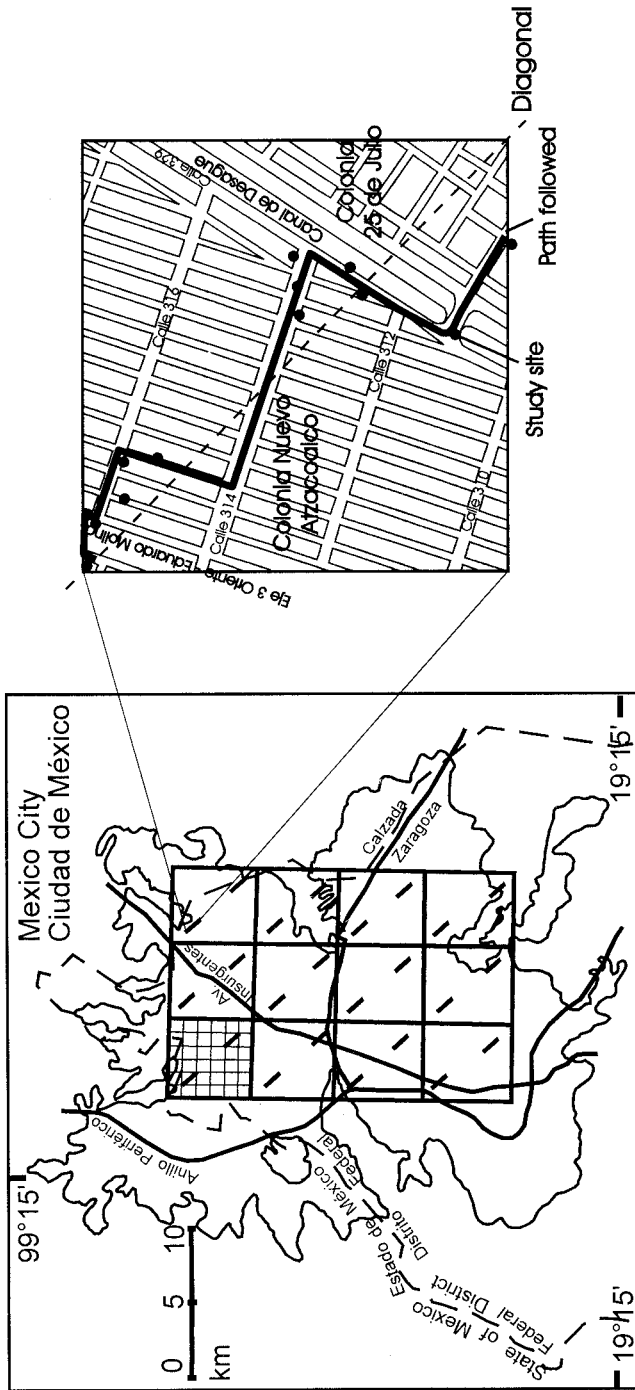 Mexico City
Ciudad de México
99°15'
0 5 10
km
Anillo Periférico
Av. Insurgentes
Calzada
Zaragoza
Estado de México
Distrito Federal
State of Mexico
Federal District
19°15'
19°15'
Eje 3 Oriente Eduardo Molina
Calle 316
Calle 314
Calle 312
Calle 310
Canal de Desagüe
Colonia Nuevo
Atzacoalco
Colonia
25 de Julio
Study site
Path followed
Diagonal